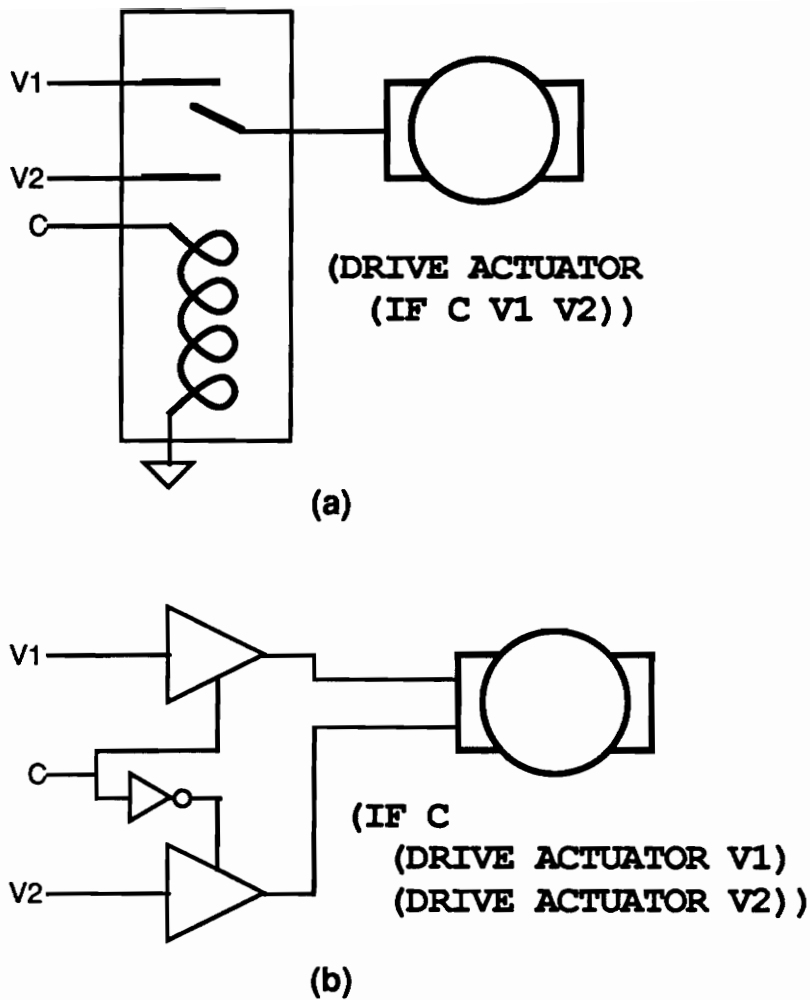 V1
V2
C
(DRIVE ACTUATOR
(IF C V1 V2))
(a)
V1
C
V2
(IF C
(DRIVE ACTUATOR V1)
(DRIVE ACTUATOR V2))
(b)